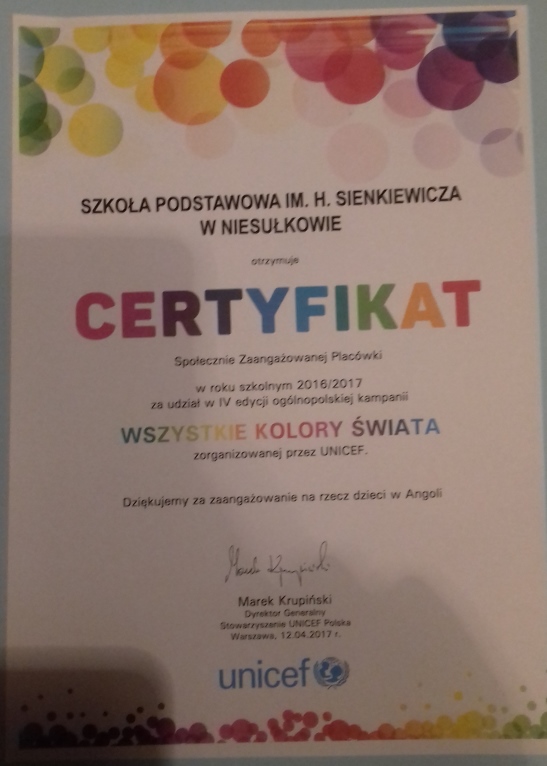 SZKOŁA PODSTAWOWA IM. H. SIENKIEWICZA
W NIESUŁKOWIE
otrzymuje
CERTYFIKAT
Społecznie Zaangażowanej Placówki
w roku szkolnym 2016/2017
za udział w IV edycji ogólnopolskiej kampanii
WSZYSTKIE KOLORY ŚWIATA
zorganizowanej przez UNICEF.
Dziękujemy za zaangażowanie na rzecz dzieci w Angoli
Marek Krupiński
Marek Krupiński
Dyrektor Generalny
Stowarzyszenie UNICEF Polska
Warszawa, 12.04.2017 r.
unicef